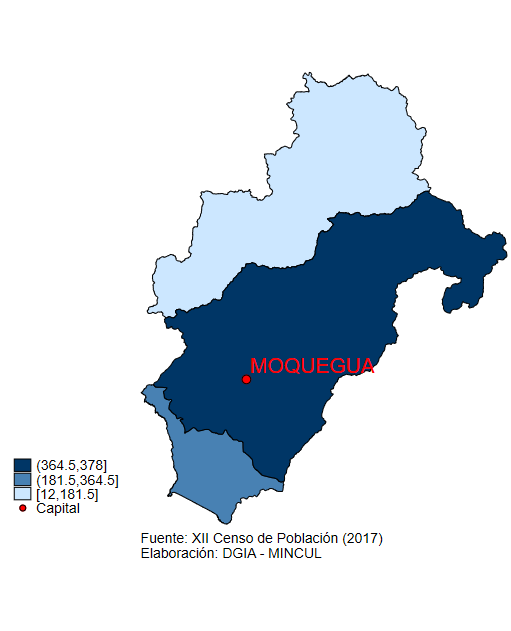 MOQUEGUA
(364.5,378]
(181.5,364.5]
[12,181.5]
Capital
Fuente: XII Censo de Población (2017)
Elaboración: DGIA - MINCUL